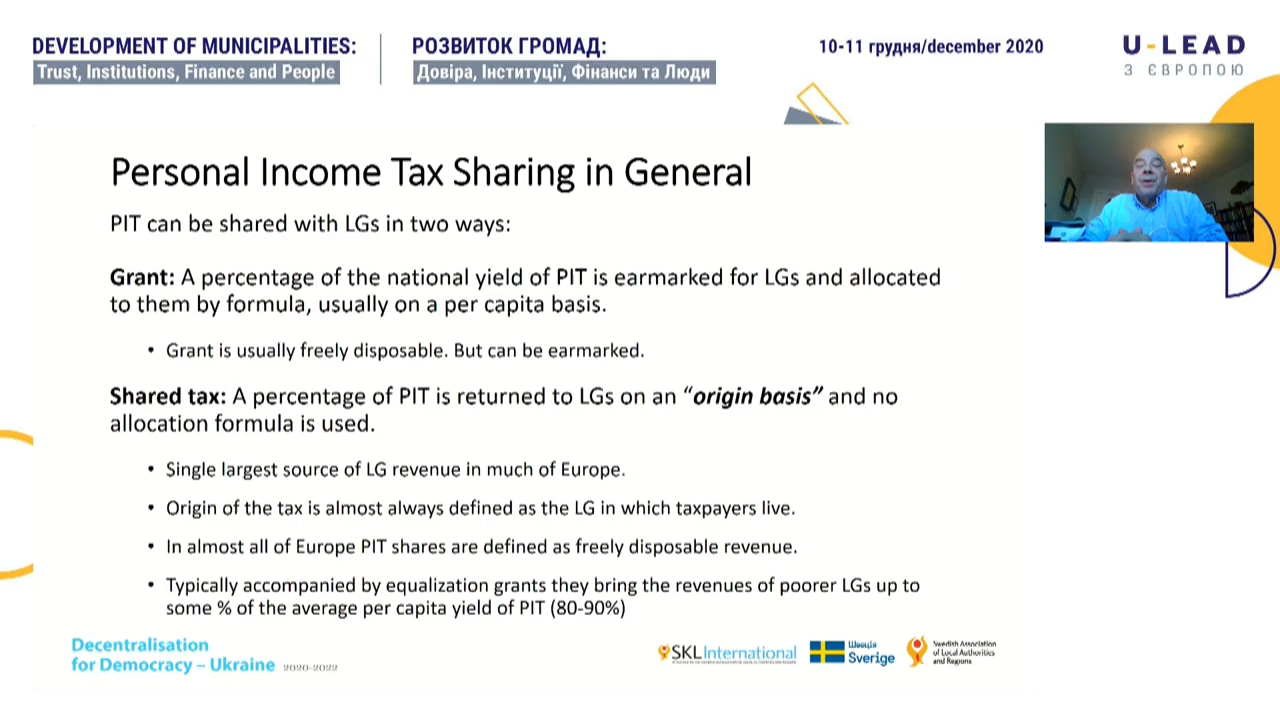 DEVELOPMENT OF MUNICIPALITIES:
Trust, Institutions, Finance and People
РОЗВИТОК ГРОМАД:
Довіра, Інституції, Фінанси та Люди
10-11 грудня/december 2020
U-LEAD
З ЄВРОПОЮ
Personal Income Tax Sharing in General
PIT can be shared with LGs in two ways:
Grant: A percentage of the national yield of PIT is earmarked for LGs and allocated
to them by formula, usually on a per capita basis.
• Grant is usually freely disposable. But can be earmarked.
Shared tax: A percentage of PIT is returned to LGs on an “origin basis” and no
allocation formula is used.
• Single largest source of LG revenue in much of Europe.
• Origin of the tax is almost always defined as the LG in which taxpayers live.
• In almost all of Europe PIT shares are defined as freely disposable revenue.
• Typically accompanied by equalization grants they bring the revenues of poorer LGs up to
some % of the average per capita yield of PIT (80-90%)
Decentralisation
for Democracy – Ukraine 2020-2022
SKL International
Швеція
Sverige
Swedish Association
of Local Authorities
and Regions